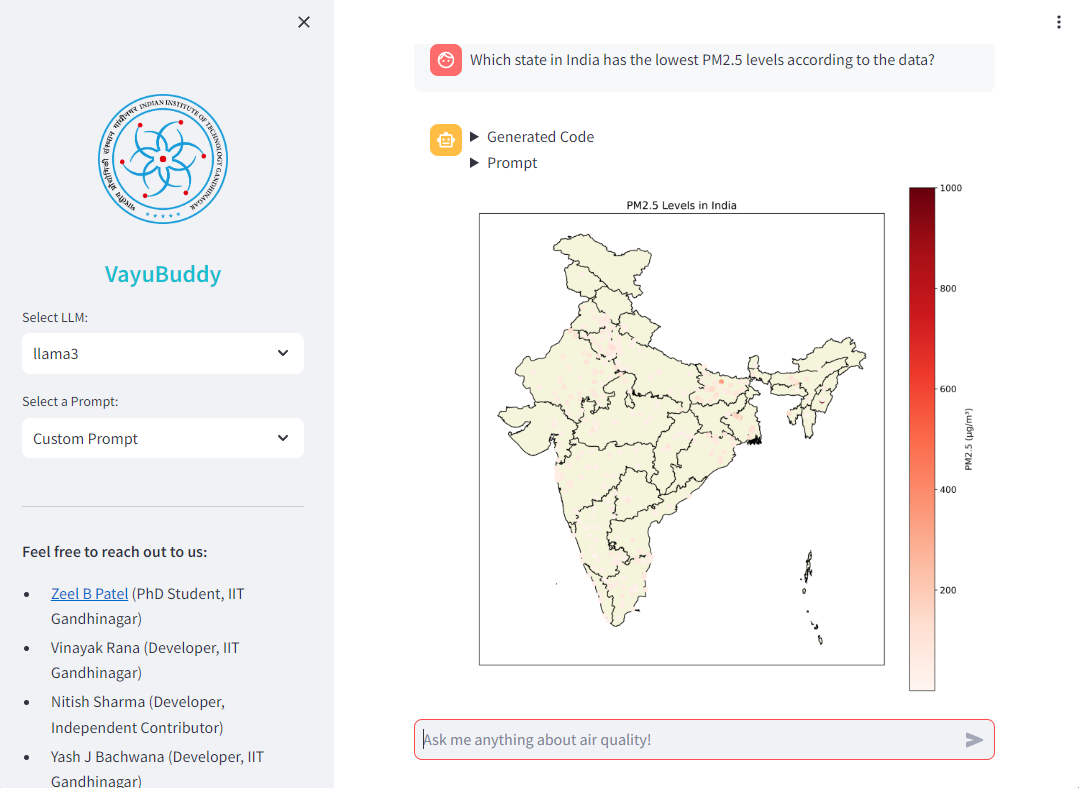 INDIAN INSTITUTE OF TECHNOLOGY GANDHINAGAR
भारतीय प्रौद्योगिकी संस्थान गांधीनगर
VayuBuddy
Select LLM:
llama3
Select a Prompt:
Custom Prompt
Feel free to reach out to us:
Zeel B Patel (PhD Student, IIT
Gandhinagar)
Vinayak Rana (Developer, IIT
Gandhinagar)
Nitish Sharma (Developer,
Independent Contributor)
Yash J Bachwana (Developer, IIT
Gandhinagar)
Which state in India has the lowest PM2.5 levels according to the data?
Generated Code
Prompt
PM2.5 Levels in India
1000
800
600
400
200
PM2.5 (µg/m³)
Ask me anything about air quality!